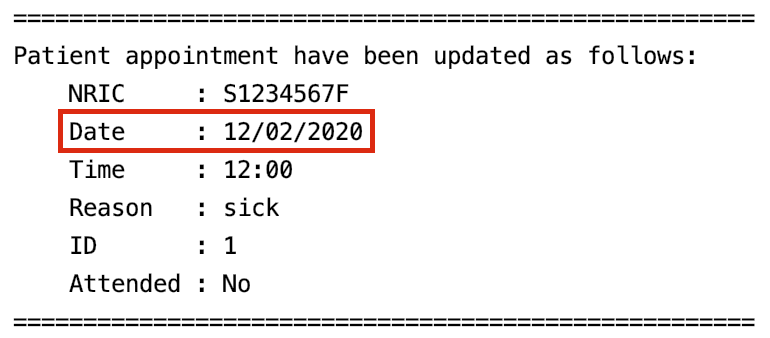 ======================================================
Patient appointment have been updated as follows:
    NRIC     : S1234567F
    Date     : 12/02/2020
    Time     : 12:00
    Reason   : sick
    ID       : 1
    Attended : No
======================================================